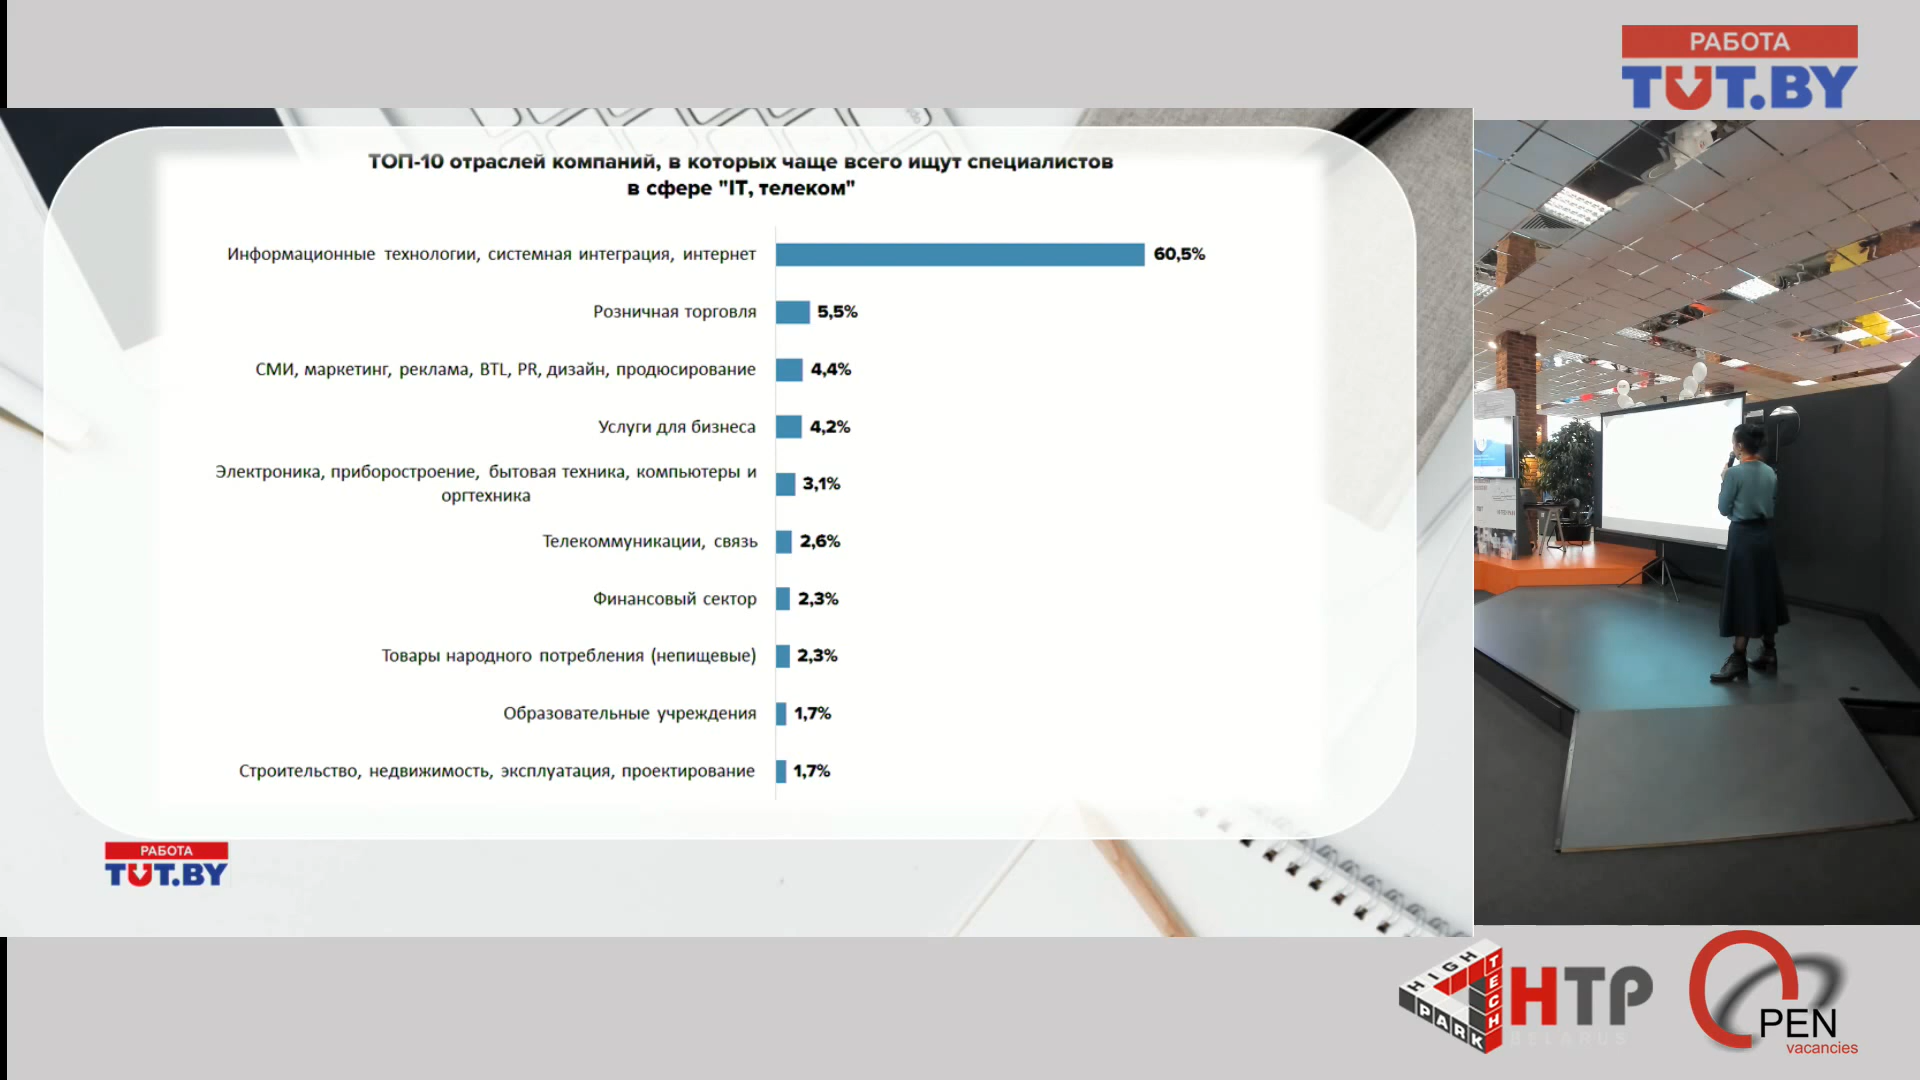 РАБОТА
TUT.BY
ТОП-10 отраслей компаний, в которых чаще всего ищут специалистов
в сфере "IT, телеком"
Информационные технологии, системная интеграция, интернет 60,5%
Розничная торговля 5,5%
СМИ, маркетинг, реклама, BTL, PR, дизайн, продюсирование 4,4%
Услуги для бизнеса 4,2%
Электроника, приборостроение, бытовая техника, компьютеры и
оргтехника 3,1%
Телекоммуникации, связь 2,6%
Финансовый сектор 2,3%
Товары народного потребления (непищевые) 2,3%
Образовательные учреждения 1,7%
Строительство, недвижимость, эксплуатация, проектирование 1,7%
РАБОТА
TUT.BY
HIGH
TECH
PARK
HTP
BELARUS
OPEN
vacancies